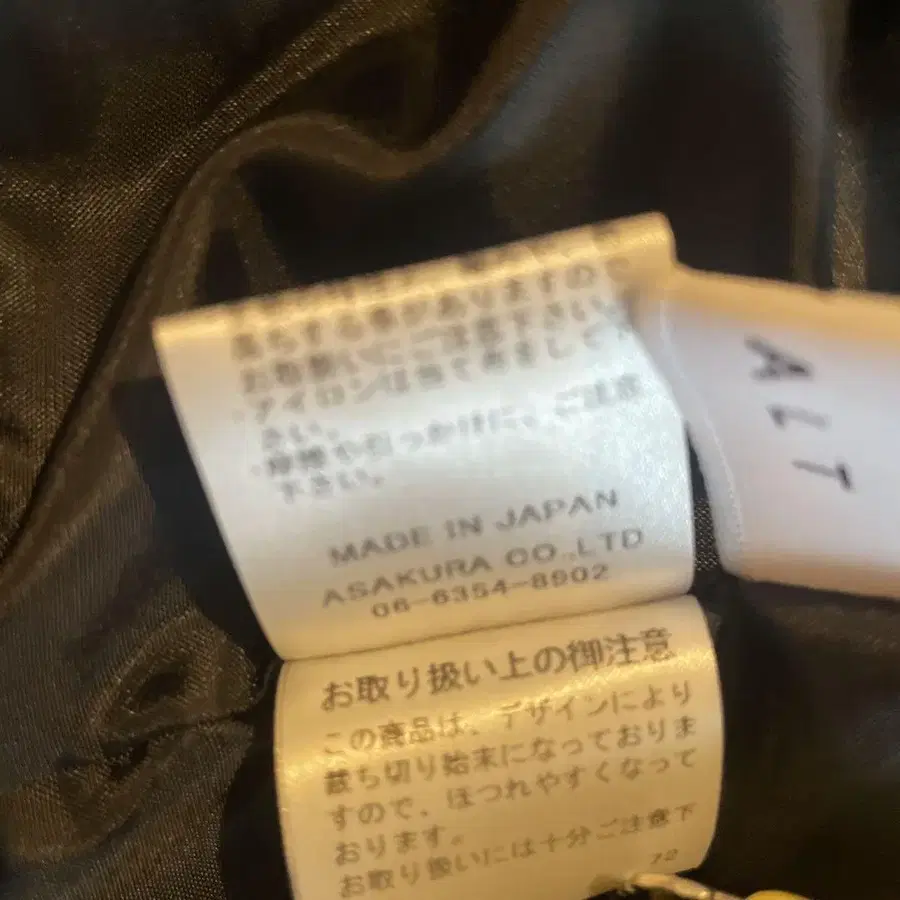 落ちする事がありますので
お取扱いにご注意下さい。
・アイロンは当て布をして下
さい。
・摩擦や引っかけに、ご注意
下さい。
MADE IN JAPAN
ASAKURA CO.,LTD
06-6354-8902
お取り扱い上の御注意
この商品は、デザインにより
裁ち切り始末になっておりま
すので、ほつれやすくなって
おります。
お取り扱いには十分ご注意下
72